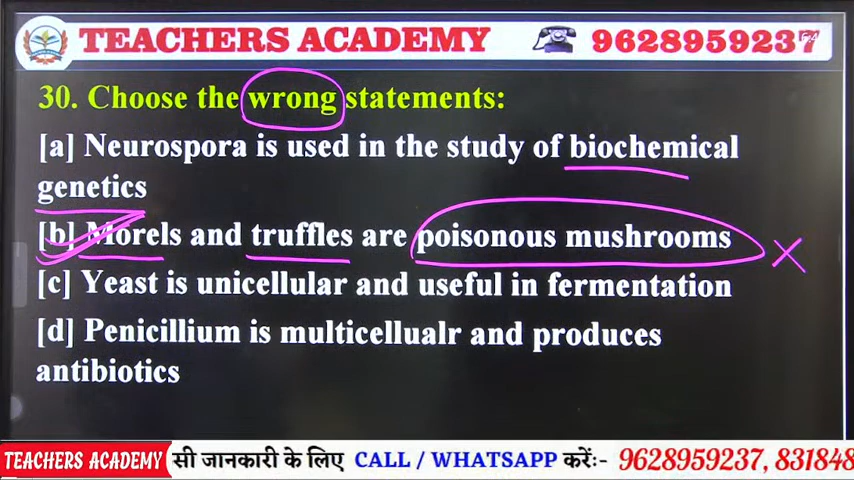 TEACHERS ACADEMY 9628959237
30. Choose the wrong statements:
[a] Neurospora is used in the study of biochemical
genetics
[b] Morels and truffles are poisonous mushrooms
[c] Yeast is unicellular and useful in fermentation
[d] Penicillium is multicellualr and produces
antibiotics
TEACHERS ACADEMY सी जानकारी के लिए CALL / WHATSAPP करेंः- 9628959237, 831848